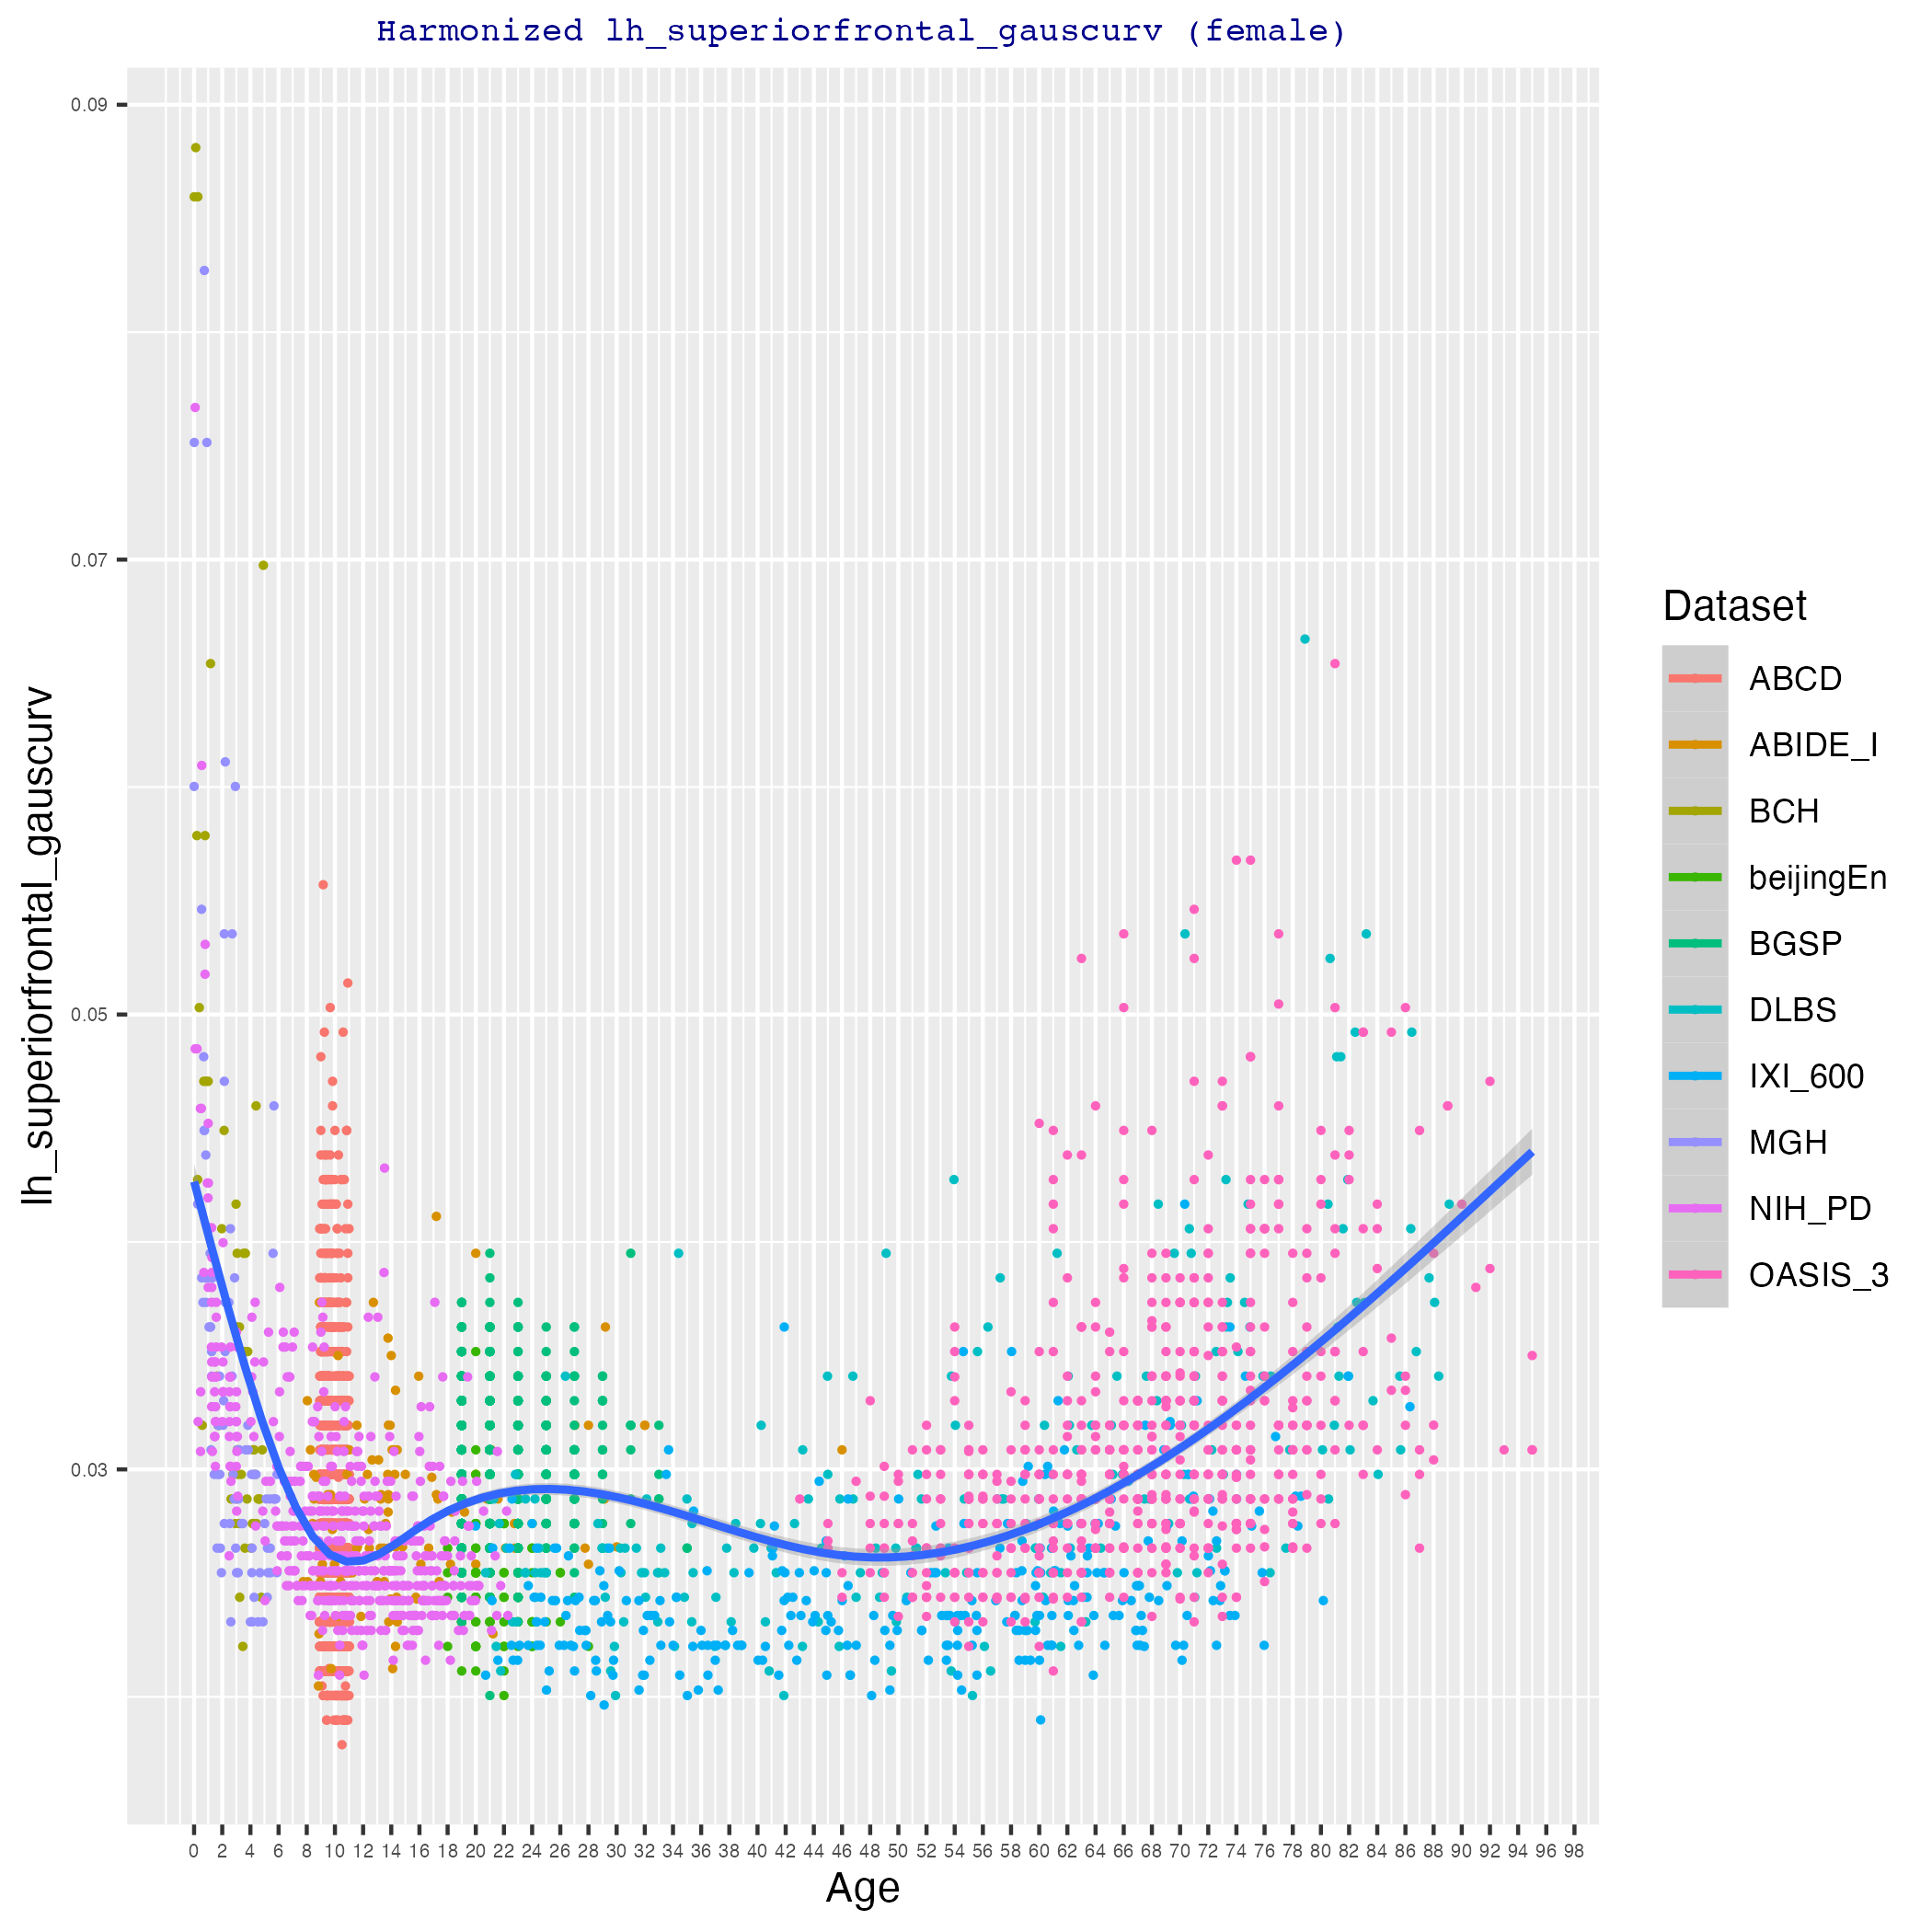 Harmonized lh_superiorfrontal_gauscurv (female)
lh_superiorfrontal_gauscurv
0.09
0.07
0.05
0.03
0 2 4 6 8 10 12 14 16 18 20 22 24 26 28 30 32 34 36 38 40 42 44 46 48 50 52 54 56 58 60 62 64 66 68 70 72 74 76 78 80 82 84 86 88 90 92 94 96 98
Age
Dataset
ABCD
ABIDE_I
BCH
beijingEn
BGSP
DLBS
IXI_600
MGH
NIH_PD
OASIS_3